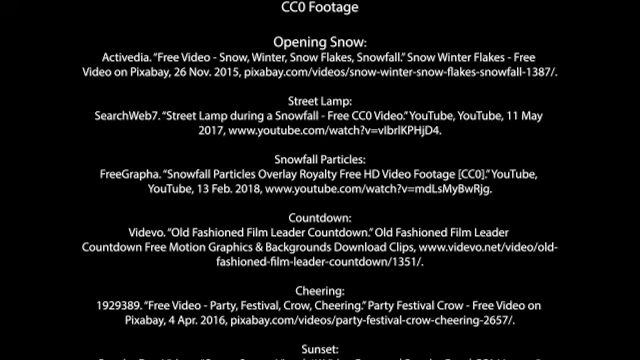 CC0 Footage
Opening Snow:
Activedia. “Free Video - Snow, Winter, Snow Flakes, Snowfall.” Snow Winter Flakes - Free
Video on Pixabay, 26 Nov. 2015, pixabay.com/videos/snow-winter-snow-flakes-snowfall-1387/.
Street Lamp:
SearchWeb7. “Street Lamp during a Snowfall - Free CC0 Video.” YouTube, YouTube, 11 May
2017, www.youtube.com/watch?v=vIbrlKPHjD4.
Snowfall Particles:
FreeGrapha. “Snowfall Particles Overlay Royalty Free HD Video Footage [CC0].” YouTube,
YouTube, 13 Feb. 2018, www.youtube.com/watch?v=mdLsMyBwRjg.
Countdown:
Videvo. “Old Fashioned Film Leader Countdown.” Old Fashioned Film Leader
Countdown Free Motion Graphics & Backgrounds Download Clips, www.videvo.net/video/old-
fashioned-film-leader-countdown/1351/.
Cheering:
1929389. “Free Video - Party, Festival, Crow, Cheering.” Party Festival Crow - Free Video on
Pixabay, 4 Apr. 2016, pixabay.com/videos/party-festival-crow-cheering-2657/.
Sunset: